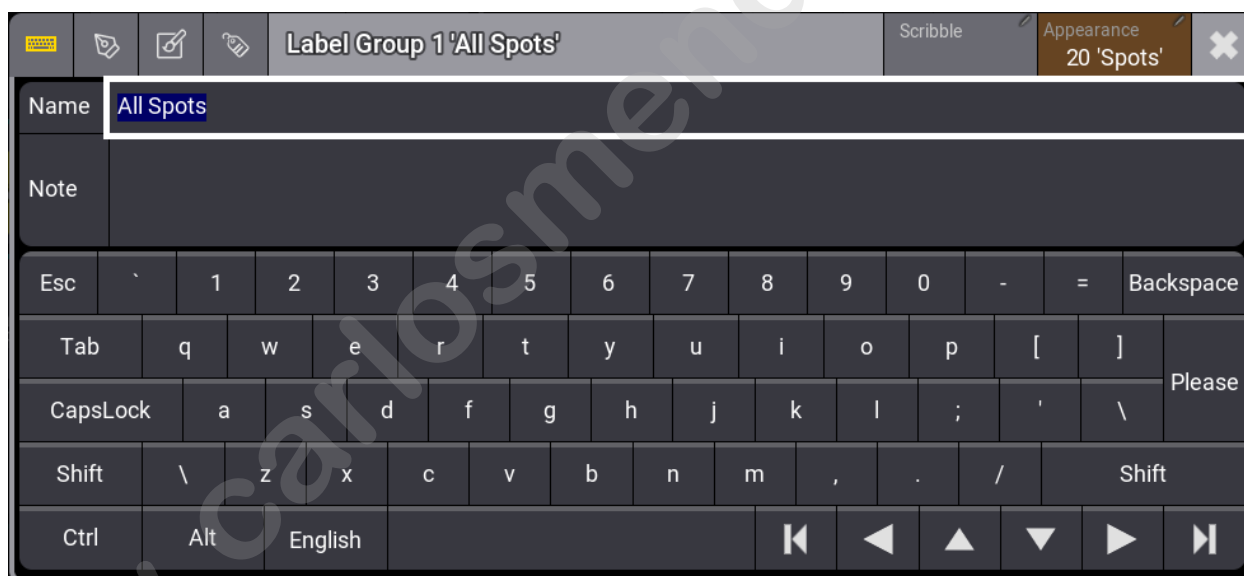 Label Group 1 'All Spots'
Scribble
Appearance
20 'Spots'
Name
All Spots
Note
Esc ` 1 2 3 4 5 6 7 8 9 0 - = Backspace
Tab q w e r t y u i o p [ ]
Please
CapsLock a s d f g h j k l ; ' \
Shift \ z x c v b n m , . / Shift
Ctrl Alt English